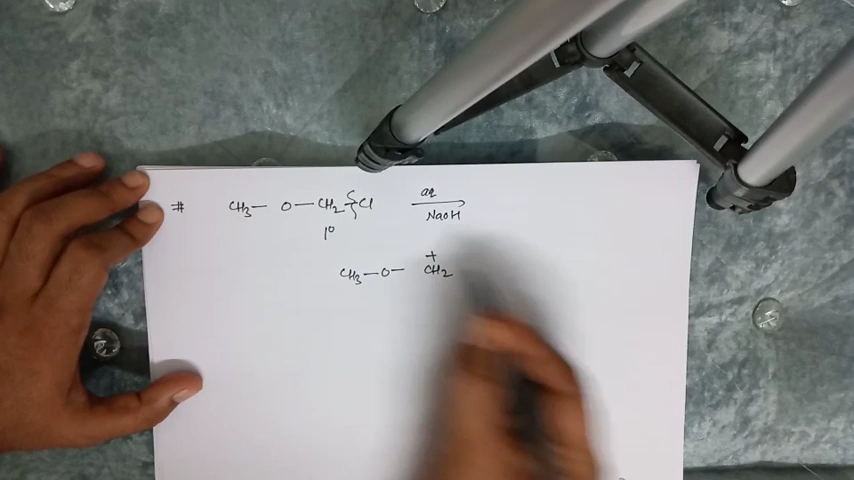 # CH3 – O – CH2 – Cl aq NaOH →
1°
CH3 – O – +CH2